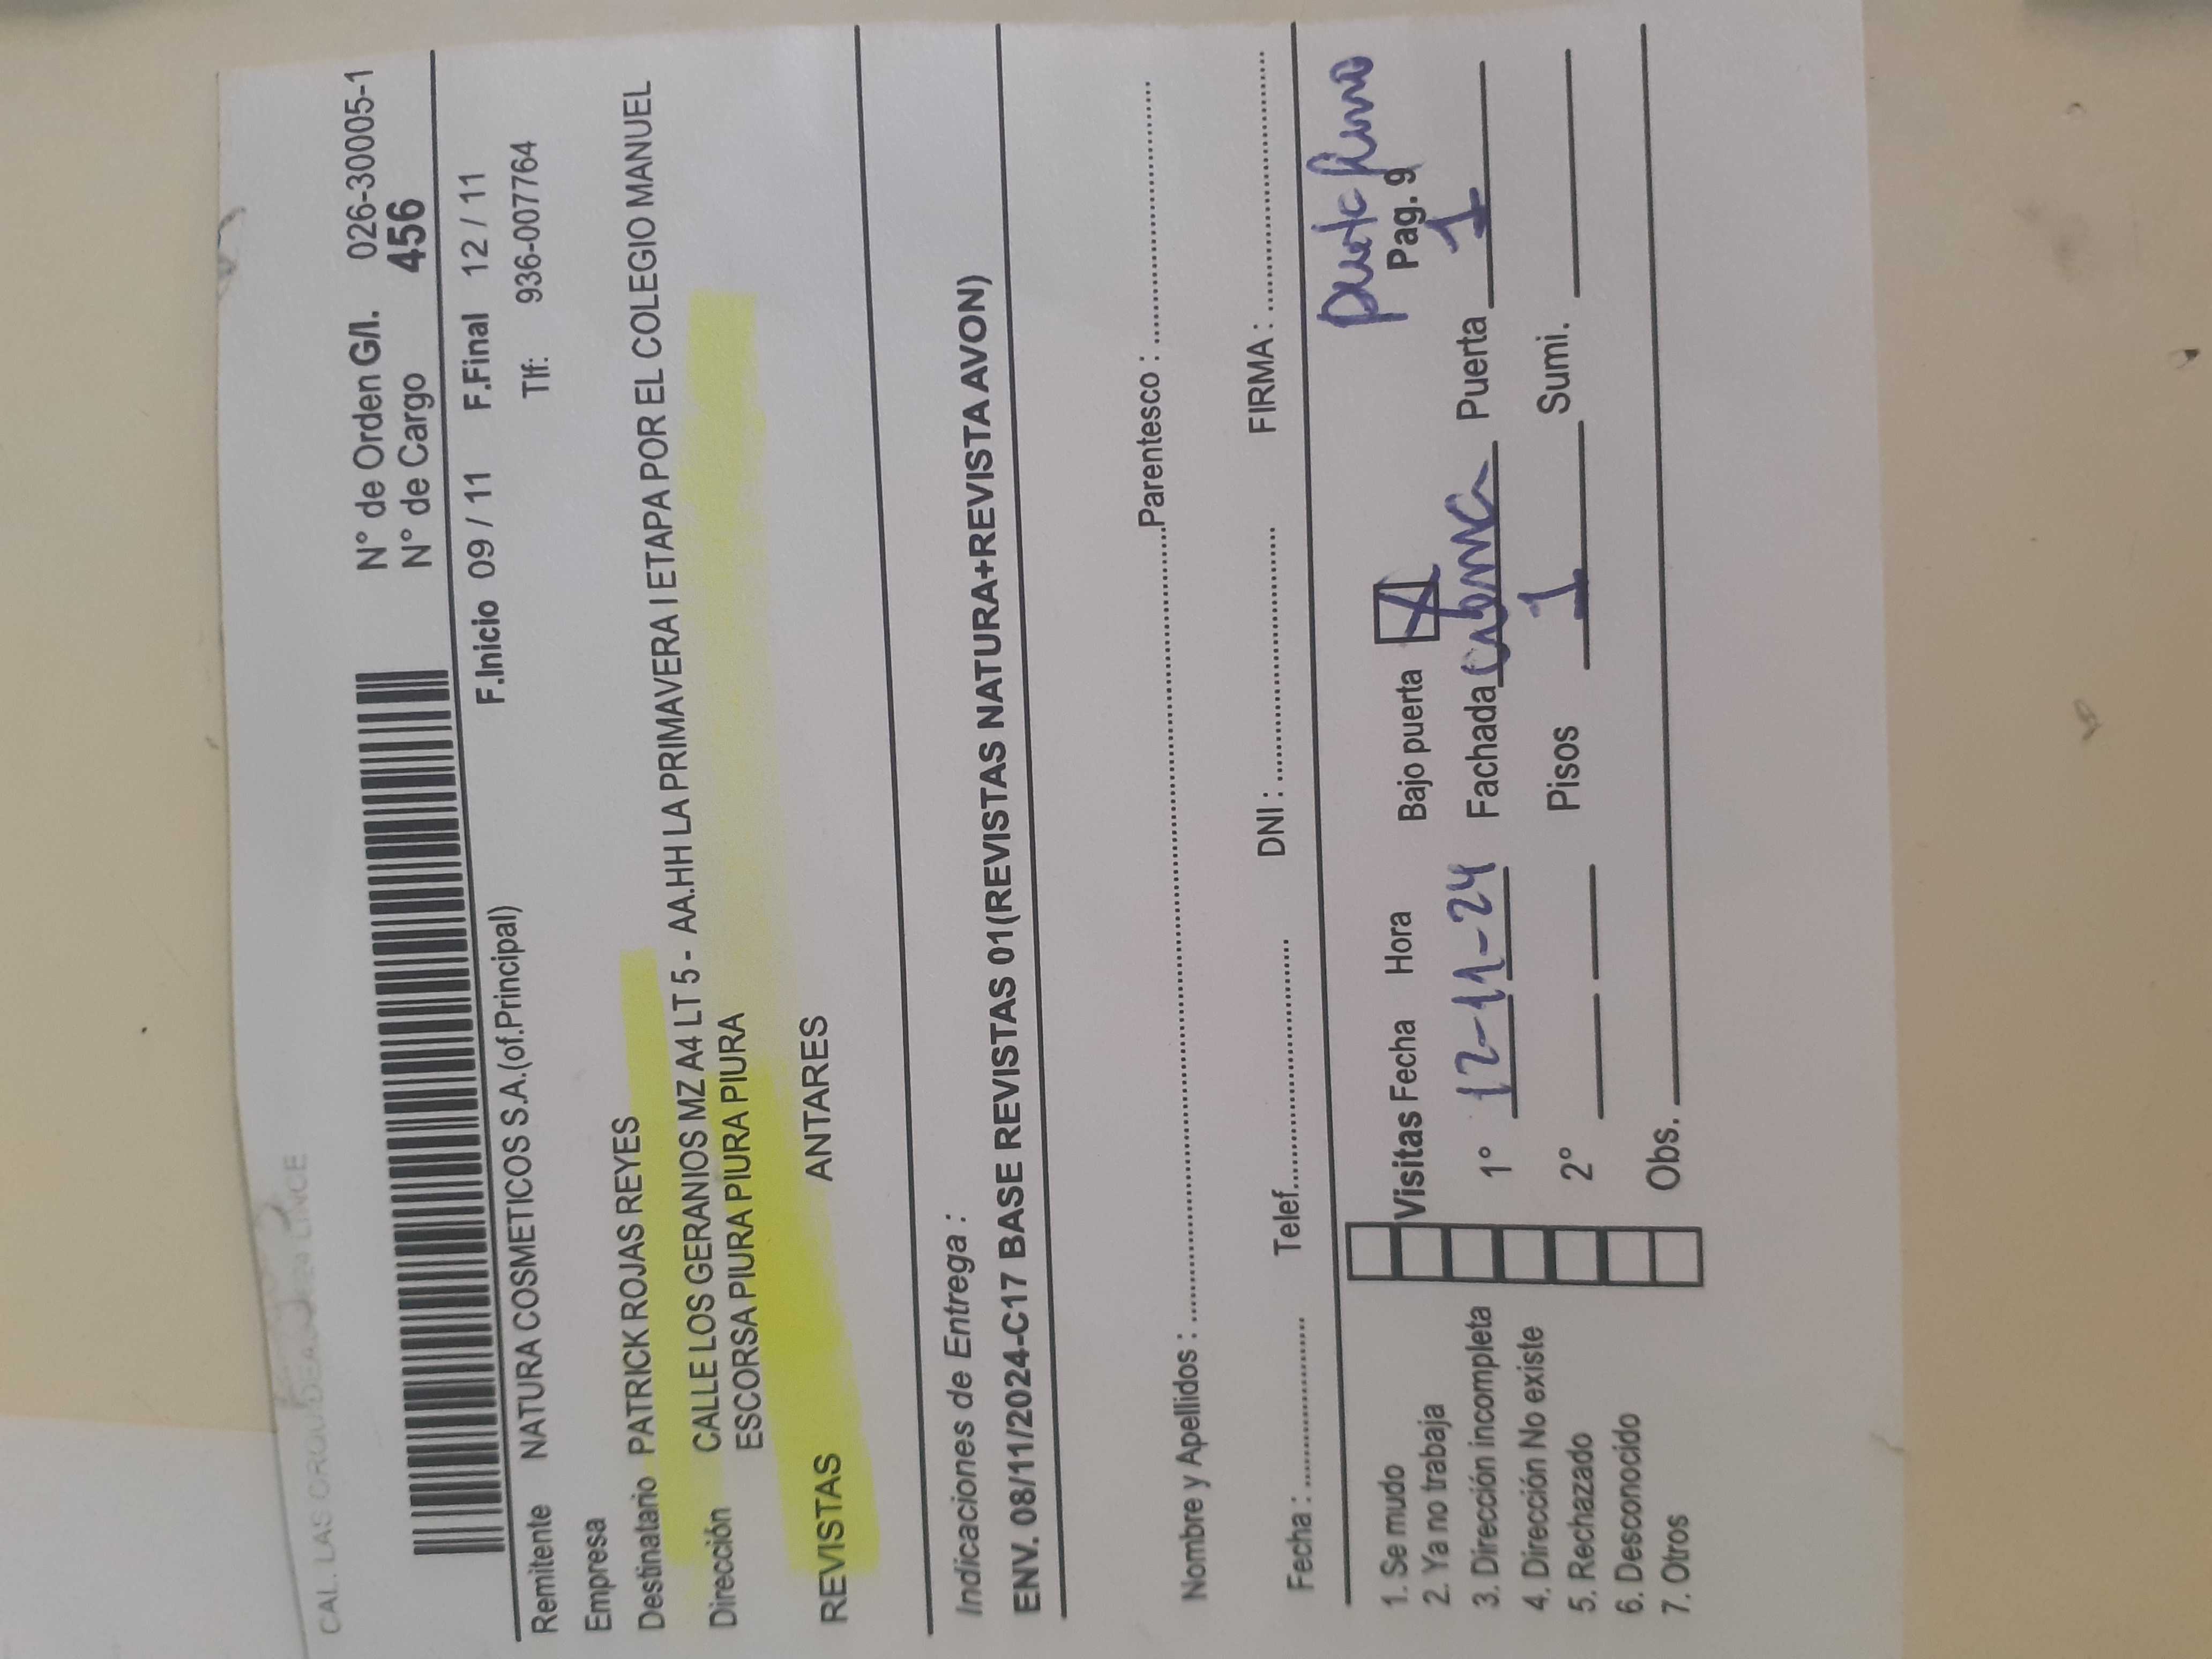 CAL. LAS ORQUIDEAS
LINCE
N° de Orden G/I. 026-30005-1
N° de Cargo 456
F.Inicio 09 / 11 F.Final 12 / 11
Remitente NATURA COSMETICOS S.A.(of.Principal) Tlf: 936-007764
Empresa
Destinatario PATRICK ROJAS REYES
Dirección CALLE LOS GERANIOS MZ A4 LT 5 - AA.HH LA PRIMAVERA I ETAPA POR EL COLEGIO MANUEL
ESCORSA PIURA PIURA PIURA
REVISTAS ANTARES
Indicaciones de Entrega :
ENV. 08/11/2024-C17 BASE REVISTAS 01(REVISTAS NATURA+REVISTA AVON)
Nombre y Apellidos : Parentesco :
Fecha : Telef. DNI : FIRMA :
1. Se mudo
2. Ya no trabaja
3. Dirección incompleta
4. Dirección No existe
5. Rechazado
6. Desconocido
7. Otros
Visitas Fecha Hora Bajo puerta X Pag. 9
1° 12-11-24 Fachada Puerta 1
2° Pisos 1 Sumi.
Obs.